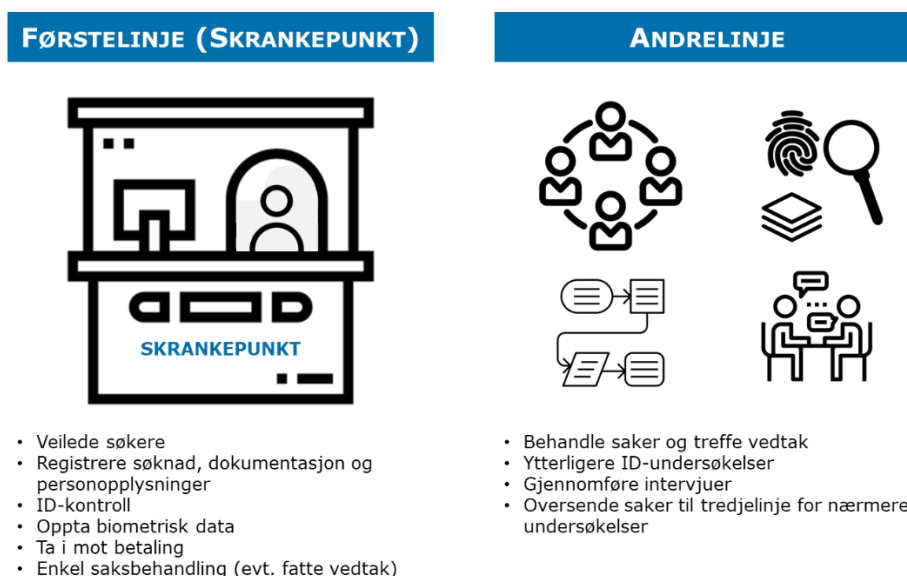 FØRSTELINJE (SKRANKEPUNKT)
SKRANKEPUNKT
• Veilede søkere
• Registrere søknad, dokumentasjon og
personopplysninger
• ID-kontroll
• Oppta biometrisk data
• Ta i mot betaling
• Enkel saksbehandling (evt. fatte vedtak)
ANDRELINJE
• Behandle saker og treffe vedtak
• Ytterligere ID-undersøkelser
• Gjennomføre intervjuer
• Oversende saker til tredjelinje for nærmere
undersøkelser